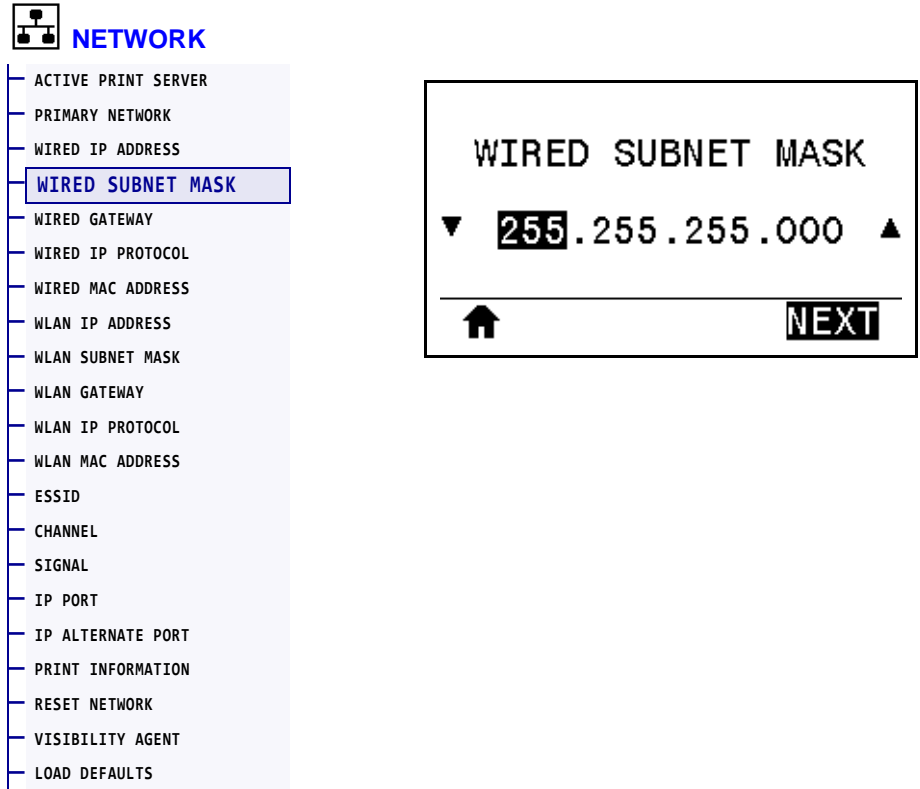 NETWORK
ACTIVE PRINT SERVER
PRIMARY NETWORK
WIRED IP ADDRESS
WIRED SUBNET MASK
WIRED GATEWAY
WIRED IP PROTOCOL
WIRED MAC ADDRESS
WLAN IP ADDRESS
WLAN SUBNET MASK
WLAN GATEWAY
WLAN IP PROTOCOL
WLAN MAC ADDRESS
ESSID
CHANNEL
SIGNAL
IP PORT
IP ALTERNATE PORT
PRINT INFORMATION
RESET NETWORK
VISIBILITY AGENT
LOAD DEFAULTS
WIRED SUBNET MASK
255.255.255.000
NEXT